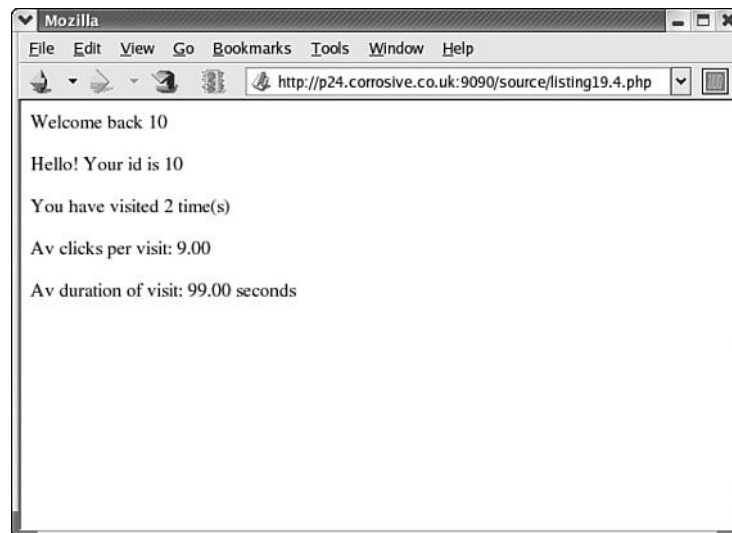 Mozilla
File Edit View Go Bookmarks Tools Window Help
http://p24.corrosive.co.uk:9090/source/listing19.4.php
Welcome back 10
Hello! Your id is 10
You have visited 2 time(s)
Av clicks per visit: 9.00
Av duration of visit: 99.00 seconds